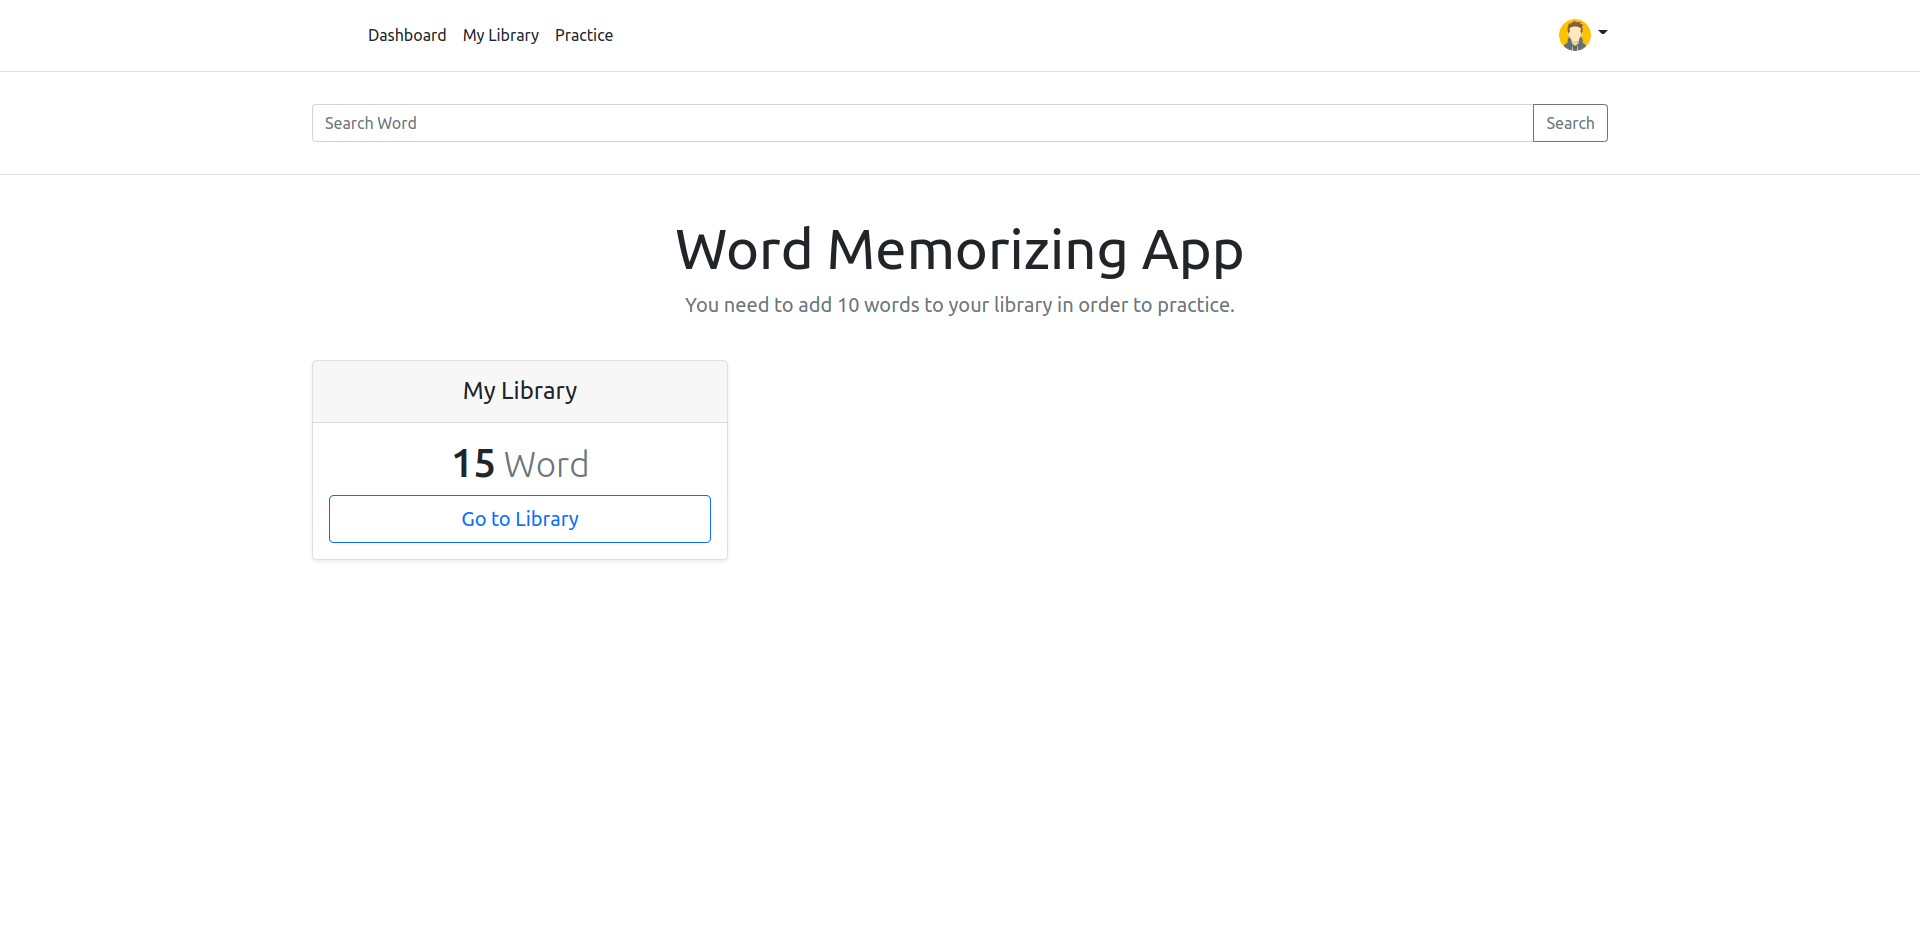 Dashboard My Library Practice
Search Word Search
Word Memorizing App
You need to add 10 words to your library in order to practice.
My Library
15 Word
Go to Library